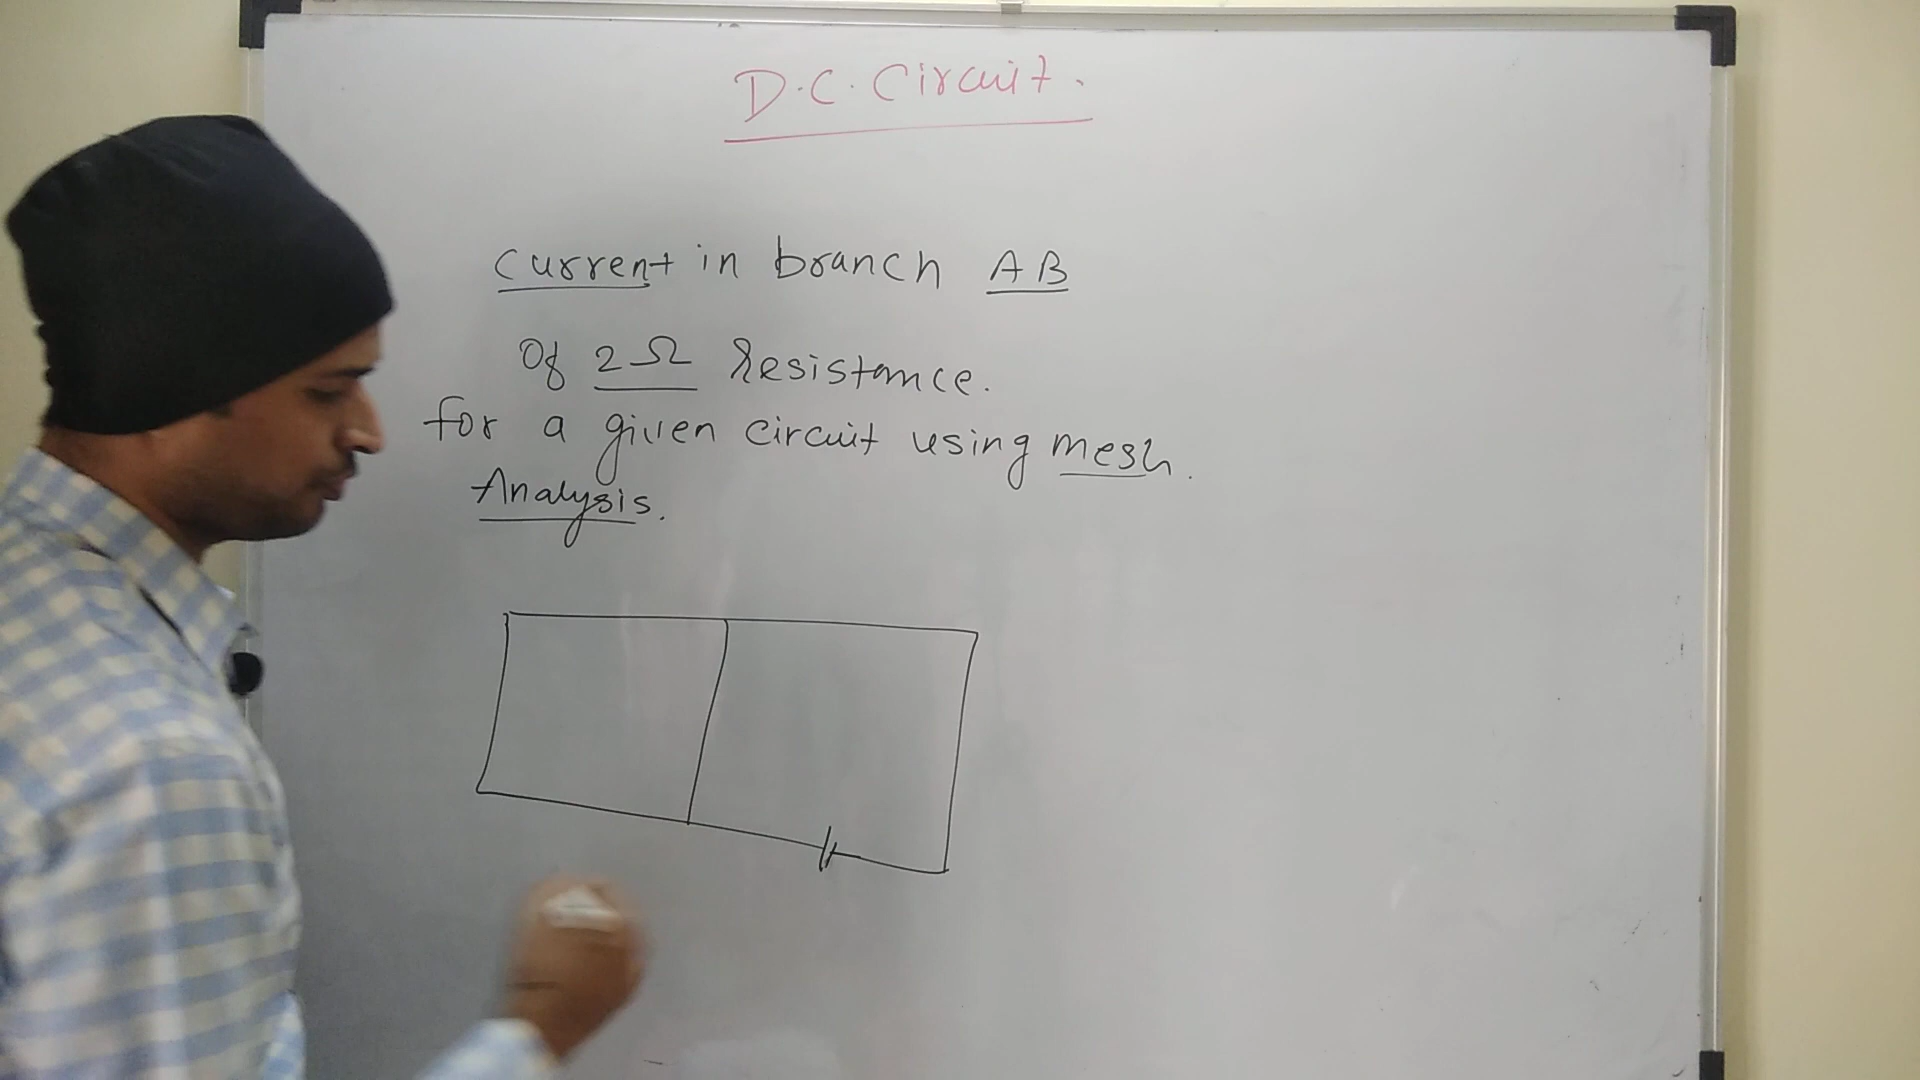 D.C. Circuit.
Current in branch AB
Of 2Ω Resistance.
for a given circuit using mesh.
Analysis.